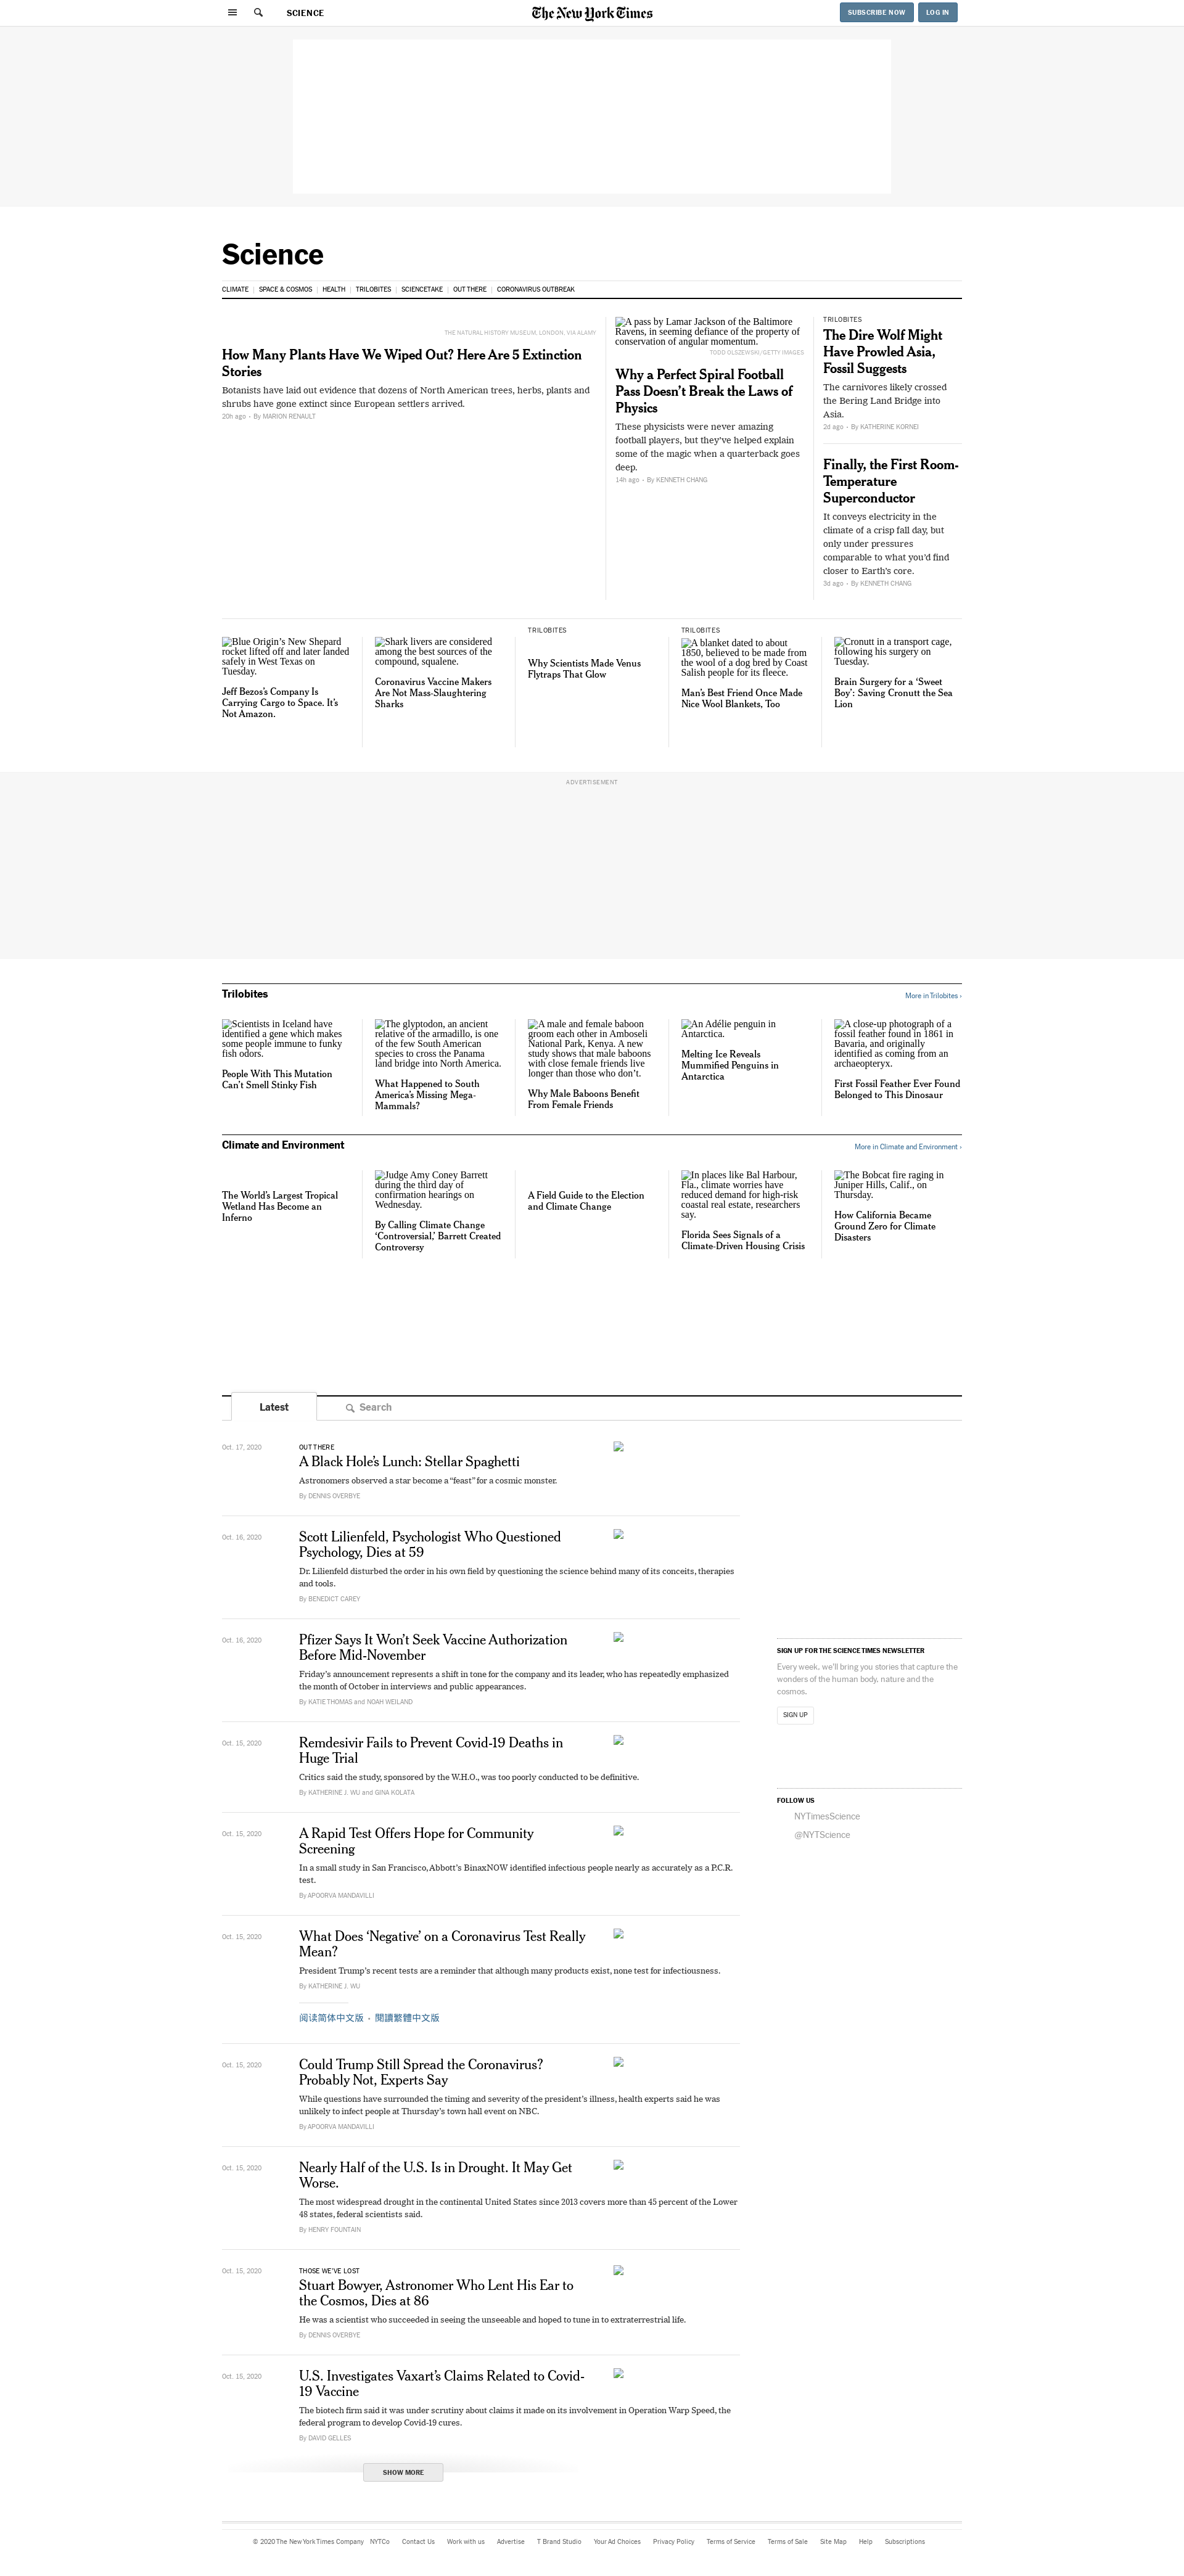 SCIENCE
The New York Times
SUBSCRIBE NOW
LOG IN
Science
CLIMATE
SPACE & COSMOS
HEALTH
TRILOBITES
SCIENCETAKE
OUT THERE
CORONAVIRUS OUTBREAK
THE NATURAL HISTORY MUSEUM, LONDON, VIA ALAMY
How Many Plants Have We Wiped Out? Here Are 5 Extinction
Stories
Botanists have laid out evidence that dozens of North American trees, herbs, plants and
shrubs have gone extinct since European settlers arrived.
20h ago · By MARION RENAULT
A pass by Lamar Jackson of the Baltimore
Ravens, in seeming defiance of the property of
conservation of angular momentum.
TODD OLSZEWSKI/GETTY IMAGES
Why a Perfect Spiral Football
Pass Doesn’t Break the Laws of
Physics
These physicists were never amazing
football players, but they’ve helped explain
some of the magic when a quarterback goes
deep.
14h ago · By KENNETH CHANG
TRILOBITES
The Dire Wolf Might
Have Prowled Asia,
Fossil Suggests
The carnivores likely crossed
the Bering Land Bridge into
Asia.
2d ago · By KATHERINE KORNEI
Finally, the First Room-
Temperature
Superconductor
It conveys electricity in the
climate of a crisp fall day, but
only under pressures
comparable to what you’d find
closer to Earth’s core.
3d ago · By KENNETH CHANG
Blue Origin’s New Shepard
rocket lifted off and later landed
safely in West Texas on
Tuesday.
Jeff Bezos’s Company Is
Carrying Cargo to Space. It’s
Not Amazon.
Shark livers are considered
among the best sources of the
compound, squalene.
Coronavirus Vaccine Makers
Are Not Mass-Slaughtering
Sharks
TRILOBITES
Why Scientists Made Venus
Flytraps That Glow
TRILOBITES
A blanket dated to about
1850, believed to be made from
the wool of a dog bred by Coast
Salish people for its fleece.
Man’s Best Friend Once Made
Nice Wool Blankets, Too
Cronutt in a transport cage,
following his surgery on
Tuesday.
Brain Surgery for a ‘Sweet
Boy’: Saving Cronutt the Sea
Lion
ADVERTISEMENT
Trilobites
More in Trilobites ›
Scientists in Iceland have
identified a gene which makes
some people immune to funky
fish odors.
People With This Mutation
Can’t Smell Stinky Fish
The glyptodon, an ancient
relative of the armadillo, is one
of the few South American
species to cross the Panama
land bridge into North America.
What Happened to South
America’s Missing Mega-
Mammals?
A male and female baboon
groom each other in Amboseli
National Park, Kenya. A new
study shows that male baboons
with close female friends live
longer than those who don’t.
Why Male Baboons Benefit
From Female Friends
An Adélie penguin in
Antarctica.
Melting Ice Reveals
Mummified Penguins in
Antarctica
A close-up photograph of a
fossil feather found in 1861 in
Bavaria, and originally
identified as coming from an
archaeopteryx.
First Fossil Feather Ever Found
Belonged to This Dinosaur
Climate and Environment
More in Climate and Environment ›
The World’s Largest Tropical
Wetland Has Become an
Inferno
Judge Amy Coney Barrett
during the third day of
confirmation hearings on
Wednesday.
By Calling Climate Change
‘Controversial,’ Barrett Created
Controversy
A Field Guide to the Election
and Climate Change
In places like Bal Harbour,
Fla., climate worries have
reduced demand for high-risk
coastal real estate, researchers
say.
Florida Sees Signals of a
Climate-Driven Housing Crisis
The Bobcat fire raging in
Juniper Hills, Calif., on
Thursday.
How California Became
Ground Zero for Climate
Disasters
Latest
Search
Oct. 17, 2020
OUT THERE
A Black Hole’s Lunch: Stellar Spaghetti
Astronomers observed a star become a “feast” for a cosmic monster.
By DENNIS OVERBYE
Oct. 16, 2020
Scott Lilienfeld, Psychologist Who Questioned
Psychology, Dies at 59
Dr. Lilienfeld disturbed the order in his own field by questioning the science behind many of its conceits, therapies
and tools.
By BENEDICT CAREY
Oct. 16, 2020
Pfizer Says It Won’t Seek Vaccine Authorization
Before Mid-November
Friday’s announcement represents a shift in tone for the company and its leader, who has repeatedly emphasized
the month of October in interviews and public appearances.
By KATIE THOMAS and NOAH WEILAND
Oct. 15, 2020
Remdesivir Fails to Prevent Covid-19 Deaths in
Huge Trial
Critics said the study, sponsored by the W.H.O., was too poorly conducted to be definitive.
By KATHERINE J. WU and GINA KOLATA
Oct. 15, 2020
A Rapid Test Offers Hope for Community
Screening
In a small study in San Francisco, Abbott’s BinaxNOW identified infectious people nearly as accurately as a P.C.R.
test.
By APOORVA MANDAVILLI
Oct. 15, 2020
What Does ‘Negative’ on a Coronavirus Test Really
Mean?
President Trump’s recent tests are a reminder that although many products exist, none test for infectiousness.
By KATHERINE J. WU
阅读简体中文版 · 閱讀繁體中文版
Oct. 15, 2020
Could Trump Still Spread the Coronavirus?
Probably Not, Experts Say
While questions have surrounded the timing and severity of the president’s illness, health experts said he was
unlikely to infect people at Thursday’s town hall event on NBC.
By APOORVA MANDAVILLI
Oct. 15, 2020
Nearly Half of the U.S. Is in Drought. It May Get
Worse.
The most widespread drought in the continental United States since 2013 covers more than 45 percent of the Lower
48 states, federal scientists said.
By HENRY FOUNTAIN
Oct. 15, 2020
THOSE WE’VE LOST
Stuart Bowyer, Astronomer Who Lent His Ear to
the Cosmos, Dies at 86
He was a scientist who succeeded in seeing the unseeable and hoped to tune in to extraterrestrial life.
By DENNIS OVERBYE
Oct. 15, 2020
U.S. Investigates Vaxart’s Claims Related to Covid-
19 Vaccine
The biotech firm said it was under scrutiny about claims it made on its involvement in Operation Warp Speed, the
federal program to develop Covid-19 cures.
By DAVID GELLES
SHOW MORE
SIGN UP FOR THE SCIENCE TIMES NEWSLETTER
Every week, we’ll bring you stories that capture the
wonders of the human body, nature and the
cosmos.
SIGN UP
FOLLOW US
NYTimesScience
@NYTScience
© 2020 The New York Times Company
NYTCo
Contact Us
Work with us
Advertise
T Brand Studio
Your Ad Choices
Privacy Policy
Terms of Service
Terms of Sale
Site Map
Help
Subscriptions